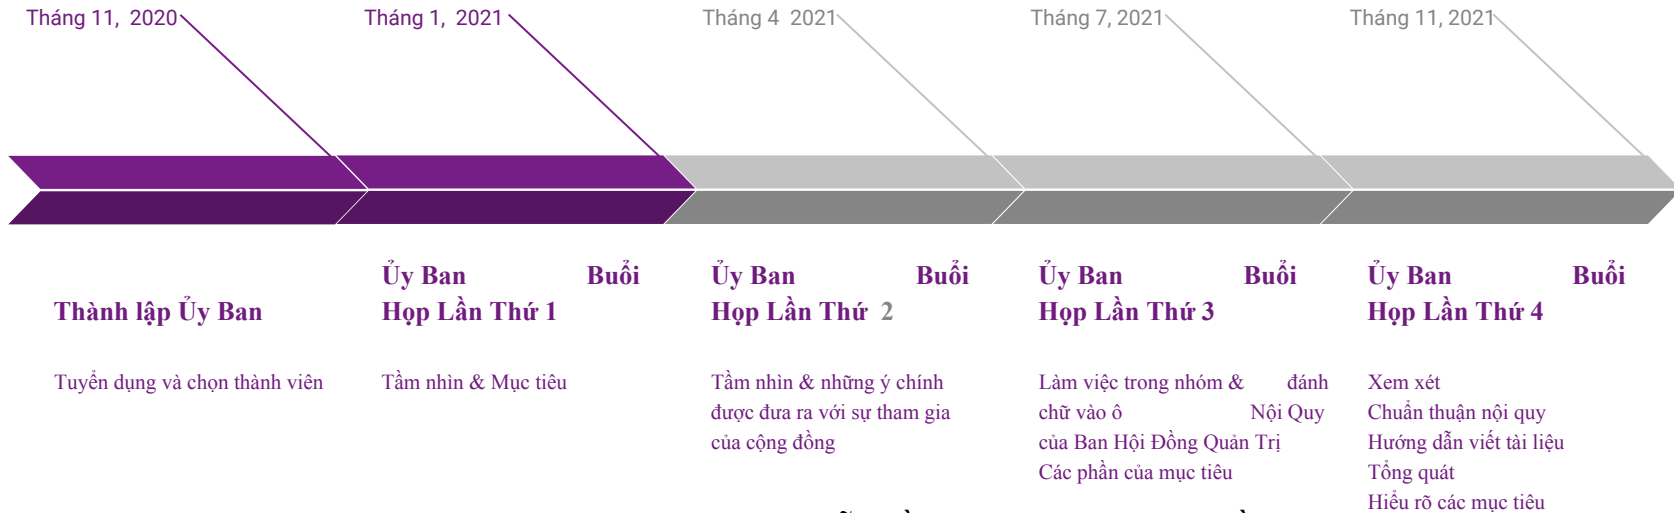 Tháng 11, 2020
Tháng 1, 2021
Tháng 4 2021
Tháng 7, 2021
Tháng 11, 2021
Thành lập Ủy Ban
Tuyển dụng và chọn thành viên
Ủy Ban Buổi
Họp Lần Thứ 1
Tầm nhìn & Mục tiêu
Ủy Ban Buổi
Họp Lần Thứ 2
Tầm nhìn & những ý chính
được đưa ra với sự tham gia
của cộng đồng
Ủy Ban Buổi
Họp Lần Thứ 3
Làm việc trong nhóm & đánh
chữ vào ô Nội Quy
của Ban Hội Đồng Quản Trị
Các phần của mục tiêu
Ủy Ban Buổi
Họp Lần Thứ 4
Xem xét
Chuẩn thuận nội quy
Hướng dẫn viết tài liệu
Tổng quát
Hiểu rõ các mục tiêu